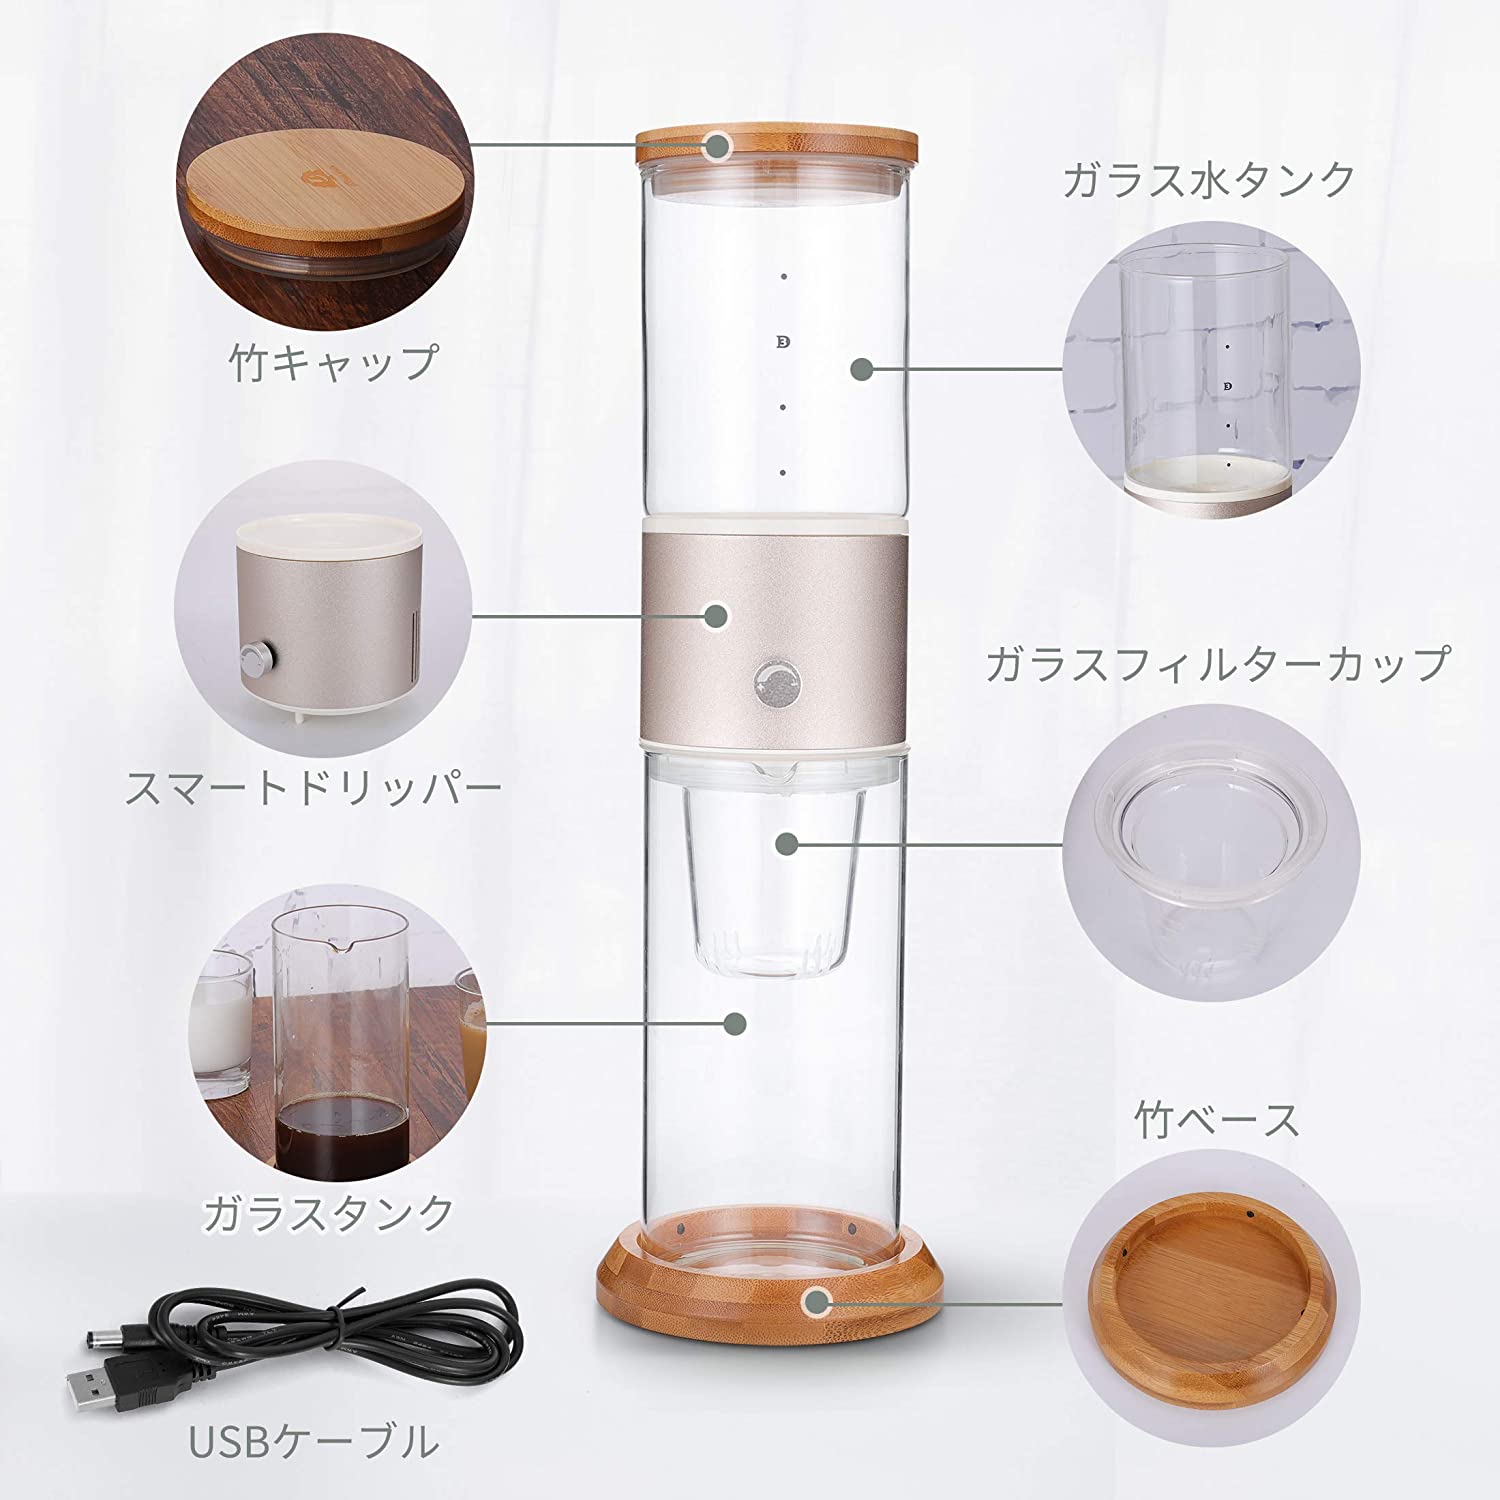 竹キャップ
ガラス水タンク
スマートドリッパー
ガラスフィルターカップ
ガラスタンク
竹ベース
USBケーブル